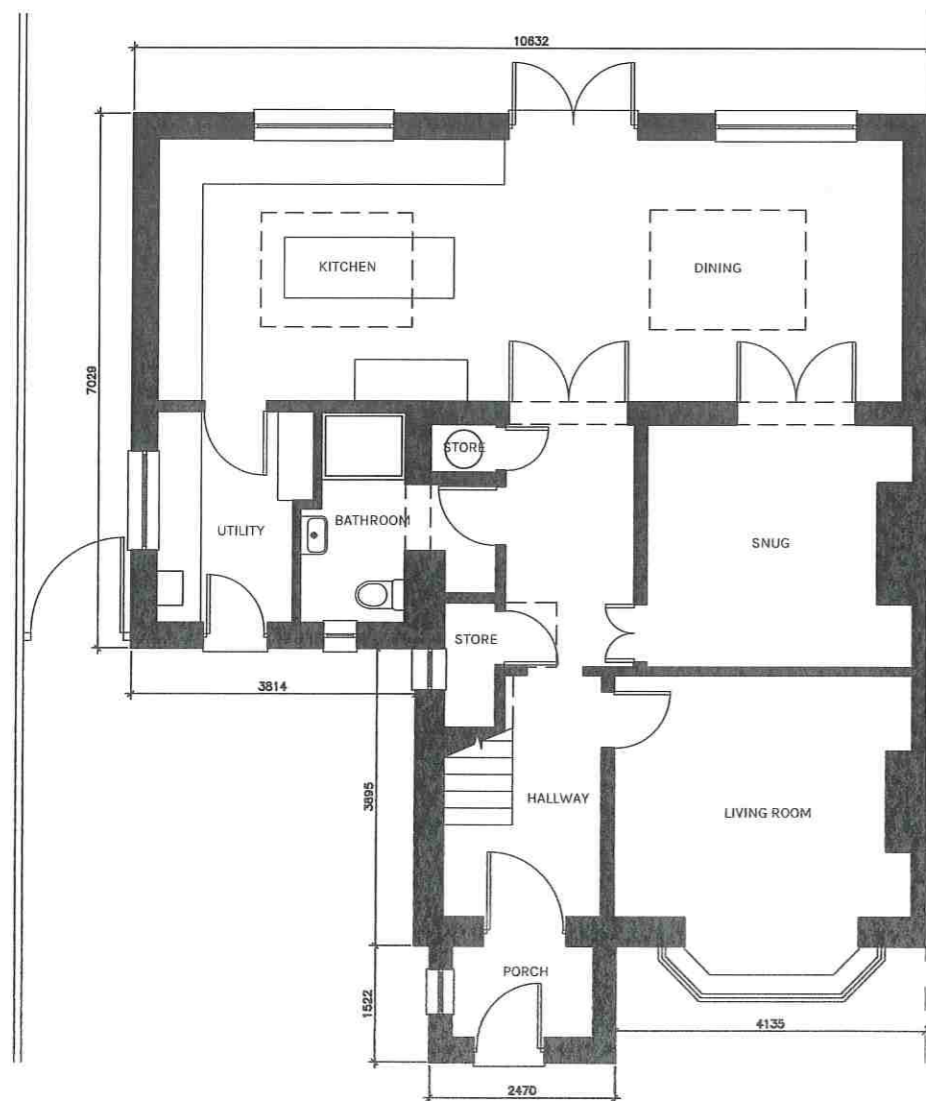 10632
KITCHEN
DINING
7029
STORE
UTILITY
BATHROOM
SNUG
STORE
3814
3895
HALLWAY
LIVING ROOM
PORCH
1522
4135
2470